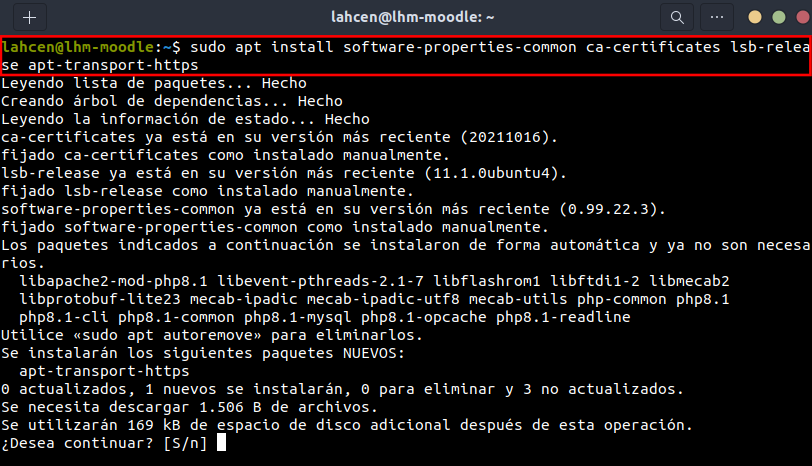 lahcen@lhm-moodle: ~
lahcen@lhm-moodle:~$ sudo apt install software-properties-common ca-certificates lsb-relea
se apt-transport-https
Leyendo lista de paquetes... Hecho
Creando árbol de dependencias... Hecho
Leyendo la información de estado... Hecho
ca-certificates ya está en su versión más reciente (20211016).
fijado ca-certificates como instalado manualmente.
lsb-release ya está en su versión más reciente (11.1.0ubuntu4).
fijado lsb-release como instalado manualmente.
software-properties-common ya está en su versión más reciente (0.99.22.3).
fijado software-properties-common como instalado manualmente.
Los paquetes indicados a continuación se instalaron de forma automática y ya no son necesa
rios.
  libapache2-mod-php8.1 libevent-pthreads-2.1-7 libflashrom1 libftdi1-2 libmecab2
  libprotobuf-lite23 mecab-ipadic mecab-ipadic-utf8 mecab-utils php-common php8.1
  php8.1-cli php8.1-common php8.1-mysql php8.1-opcache php8.1-readline
Utilice «sudo apt autoremove» para eliminarlos.
Se instalarán los siguientes paquetes NUEVOS:
  apt-transport-https
0 actualizados, 1 nuevos se instalarán, 0 para eliminar y 3 no actualizados.
Se necesita descargar 1.506 B de archivos.
Se utilizarán 169 kB de espacio de disco adicional después de esta operación.
¿Desea continuar? [S/n]